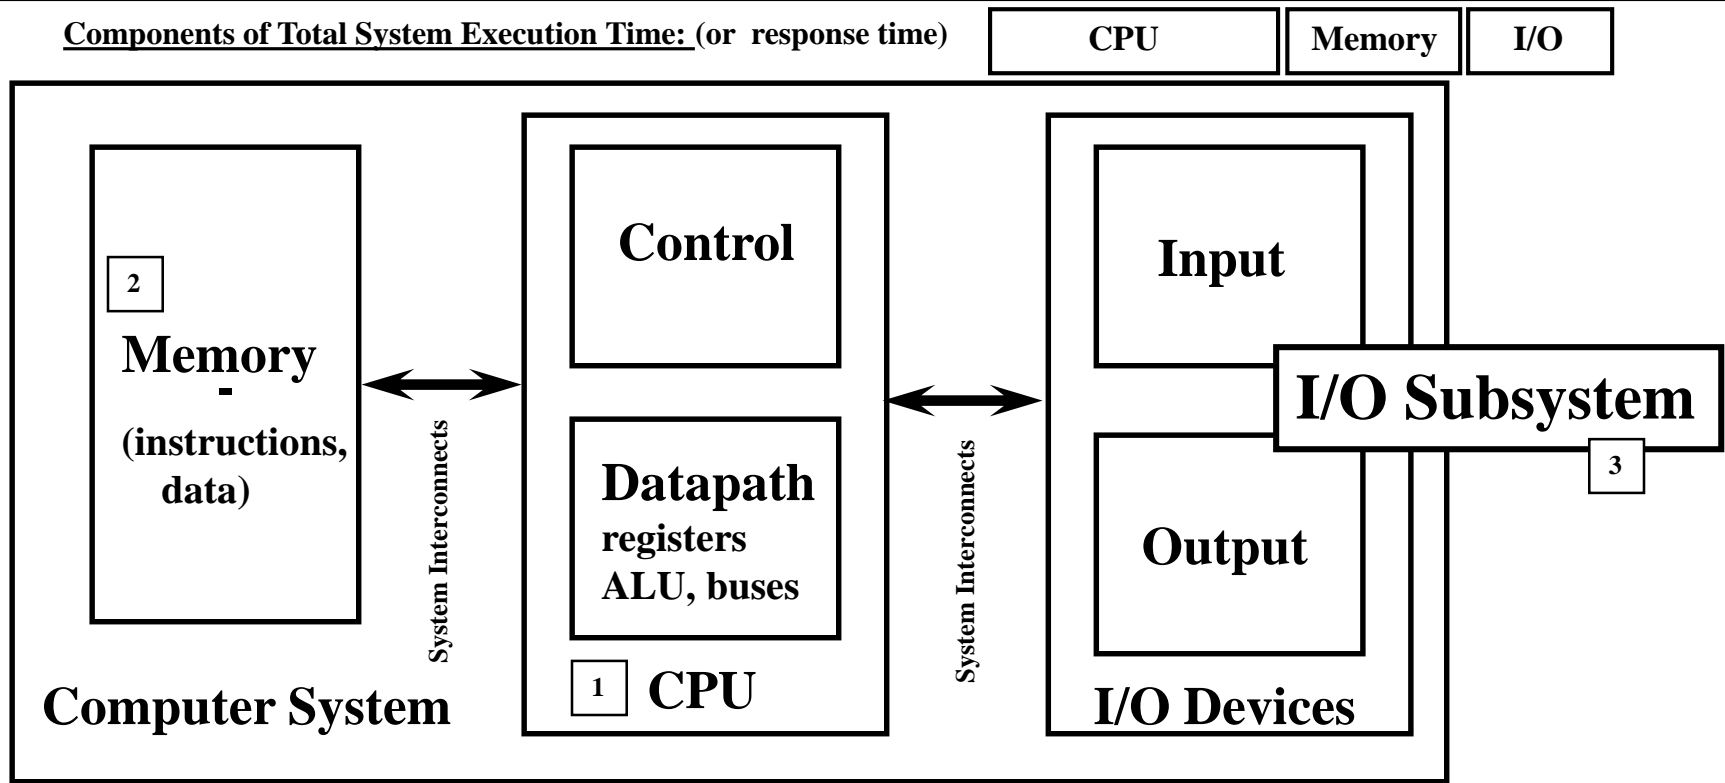 Components of Total System Execution Time: (or response time)
CPU
Memory
I/O
2
Memory
-
(instructions,
data)
System Interconnects
Control
Datapath
registers
ALU, buses
1
CPU
System Interconnects
Input
I/O Subsystem
3
Output
I/O Devices
Computer System